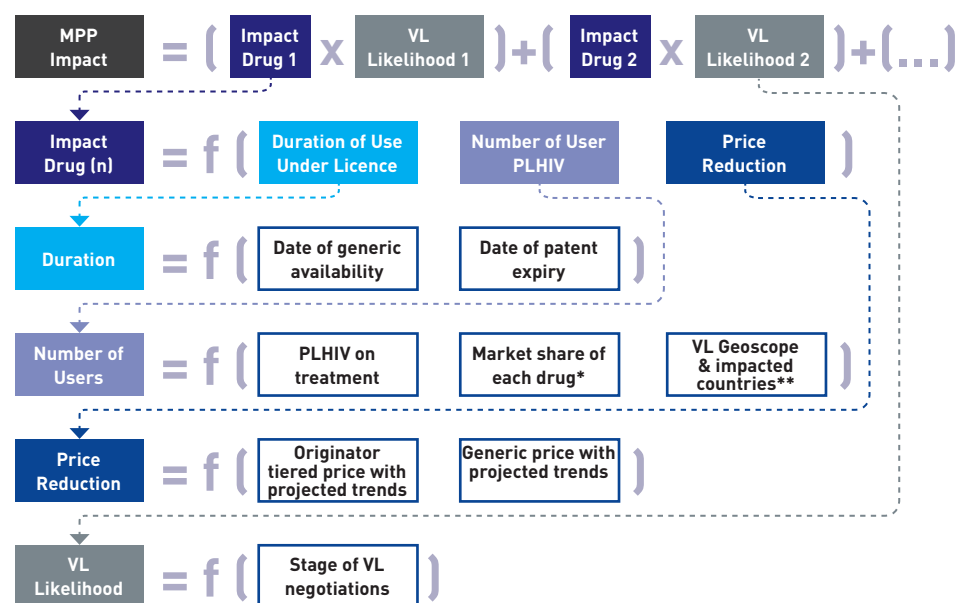 MPP Impact = ( Impact Drug 1 x VL Likelihood 1 ) + ( Impact Drug 2 x VL Likelihood 2 ) + (...)
Impact Drug (n) = f ( Duration of Use Under Licence Number of User PLHIV Price Reduction )
Duration = f ( Date of generic availability Date of patent expiry )
Number of Users = f ( PLHIV on treatment Market share of each drug* VL Geoscope & impacted countries** )
Price Reduction = f ( Originator tiered price with projected trends Generic price with projected trends )
VL Likelihood = f ( Stage of VL negotiations )